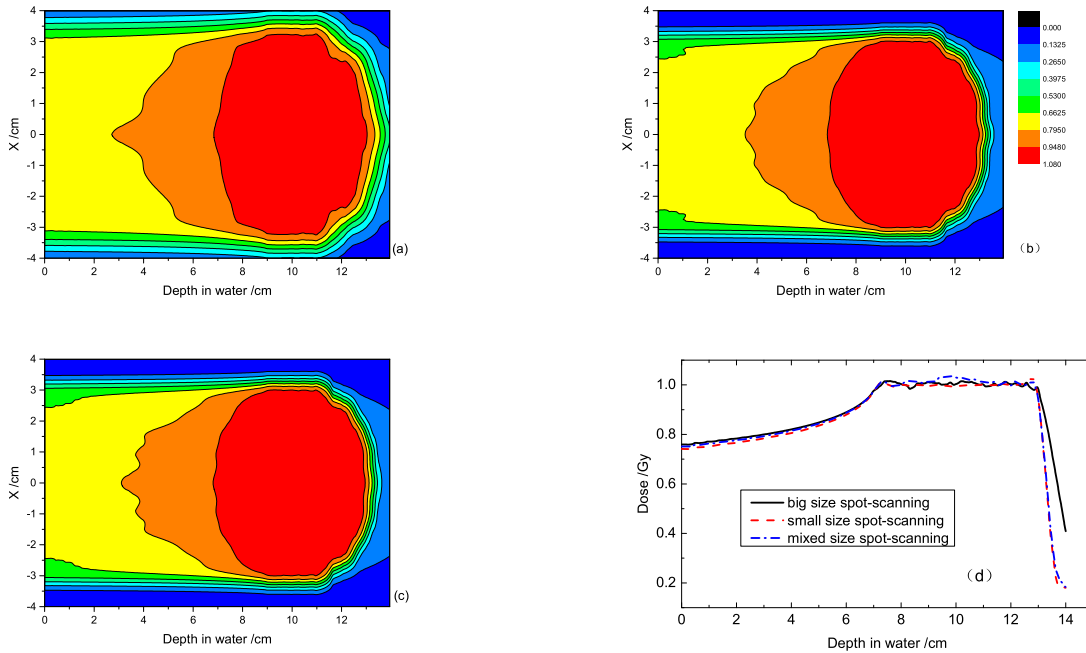 4
3
2
1
0
-1
-2
-3
-4
X /cm
0 2 4 6 8 10 12
Depth in water /cm
(a)
4
3
2
1
0
-1
-2
-3
-4
X /cm
0 2 4 6 8 10 12
Depth in water /cm
(b)
0.000
0.1325
0.2650
0.3975
0.5300
0.6625
0.7950
0.9480
1.080
4
3
2
1
0
-1
-2
-3
-4
X /cm
0 2 4 6 8 10 12
Depth in water /cm
(c)
0.2
0.4
0.6
0.8
1.0
Dose /Gy
big size spot-scanning
small size spot-scanning
mixed size spot-scanning
(d)
0 2 4 6 8 10 12 14
Depth in water /cm